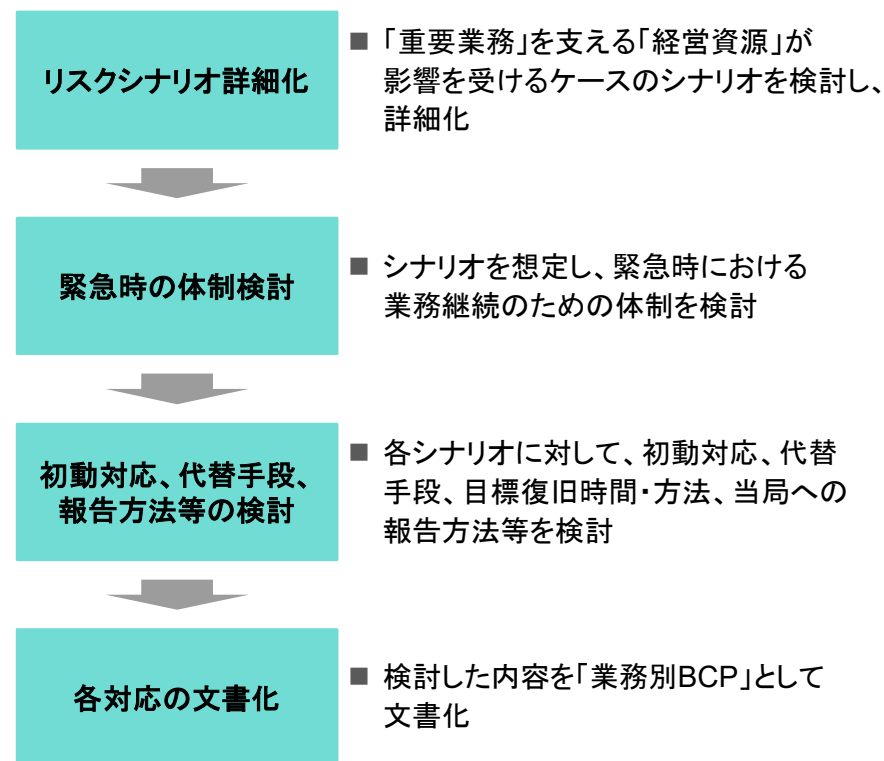 リスクシナリオ詳細化
■ 「重要業務」を支える「経営資源」が
影響を受けるケースのシナリオを検討し、
詳細化
緊急時の体制検討
■ シナリオを想定し、緊急時における
業務継続のための体制を検討
初動対応、代替手段、
報告方法等の検討
■ 各シナリオに対して、初動対応、代替
手段、目標復旧時間・方法、当局への
報告方法等を検討
各対応の文書化
■ 検討した内容を「業務別BCP」として
文書化